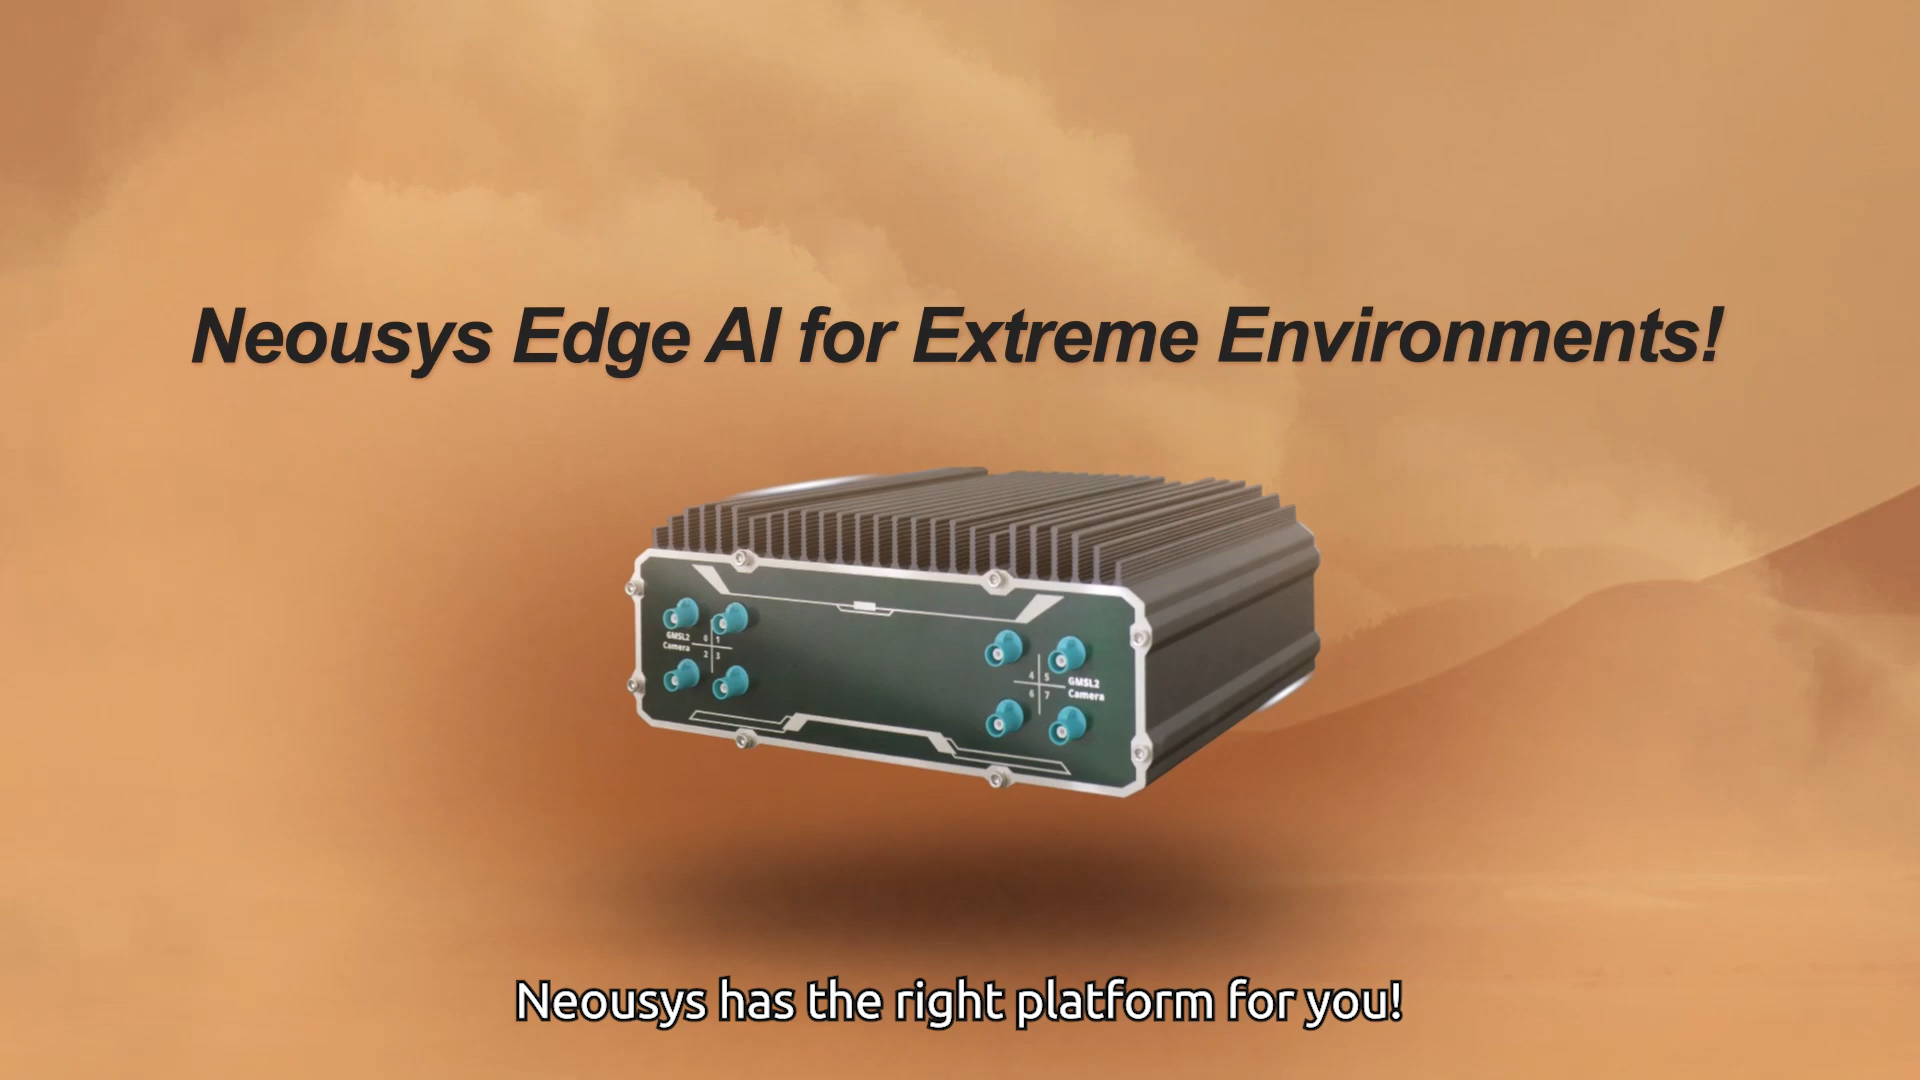 Neousys Edge AI for Extreme Environments!
GMSL2
Camera
0 1
2 3
4 5
6 7
GMSL2
Camera
Neousys has the right platform for you!